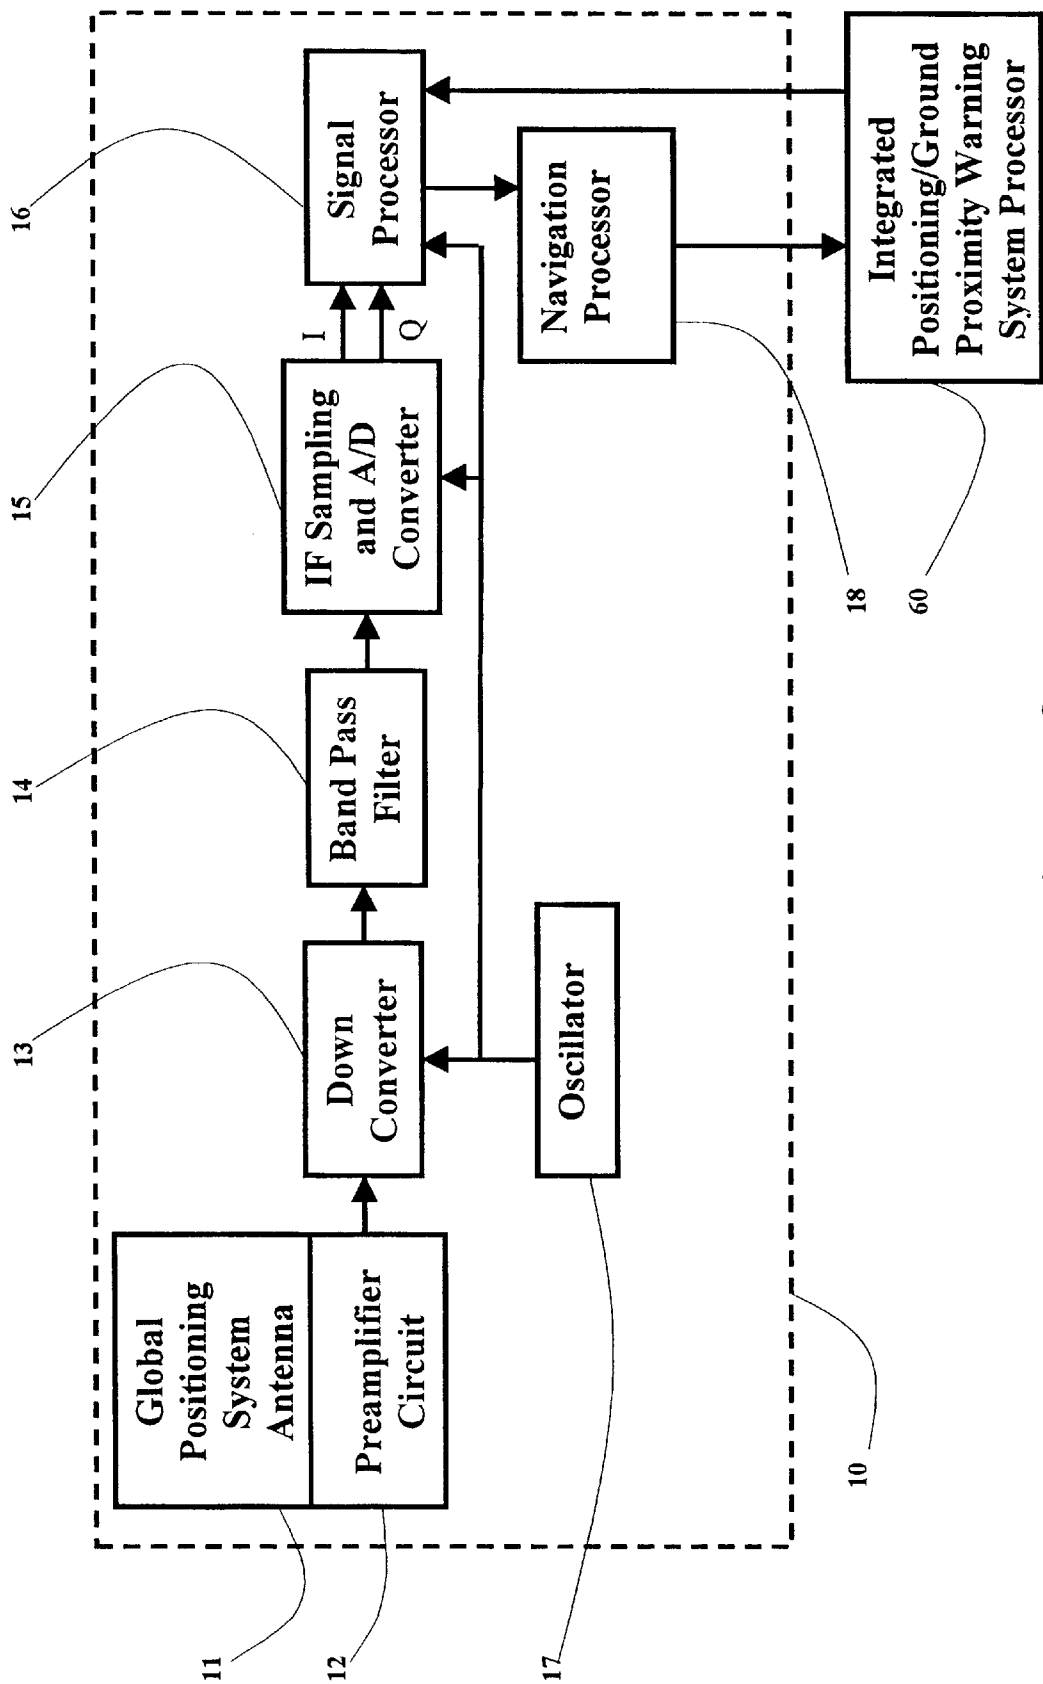 16
15
14
13
Global
Positioning
System
Antenna
Preamplifier
Circuit
Down
Converter
Band Pass
Filter
IF Sampling
and A/D
Converter
I
Q
Signal
Processor
Oscillator
Navigation
Processor
Integrated
Positioning/Ground
Proximity Warning
System Processor
11
12
17
10
18
60